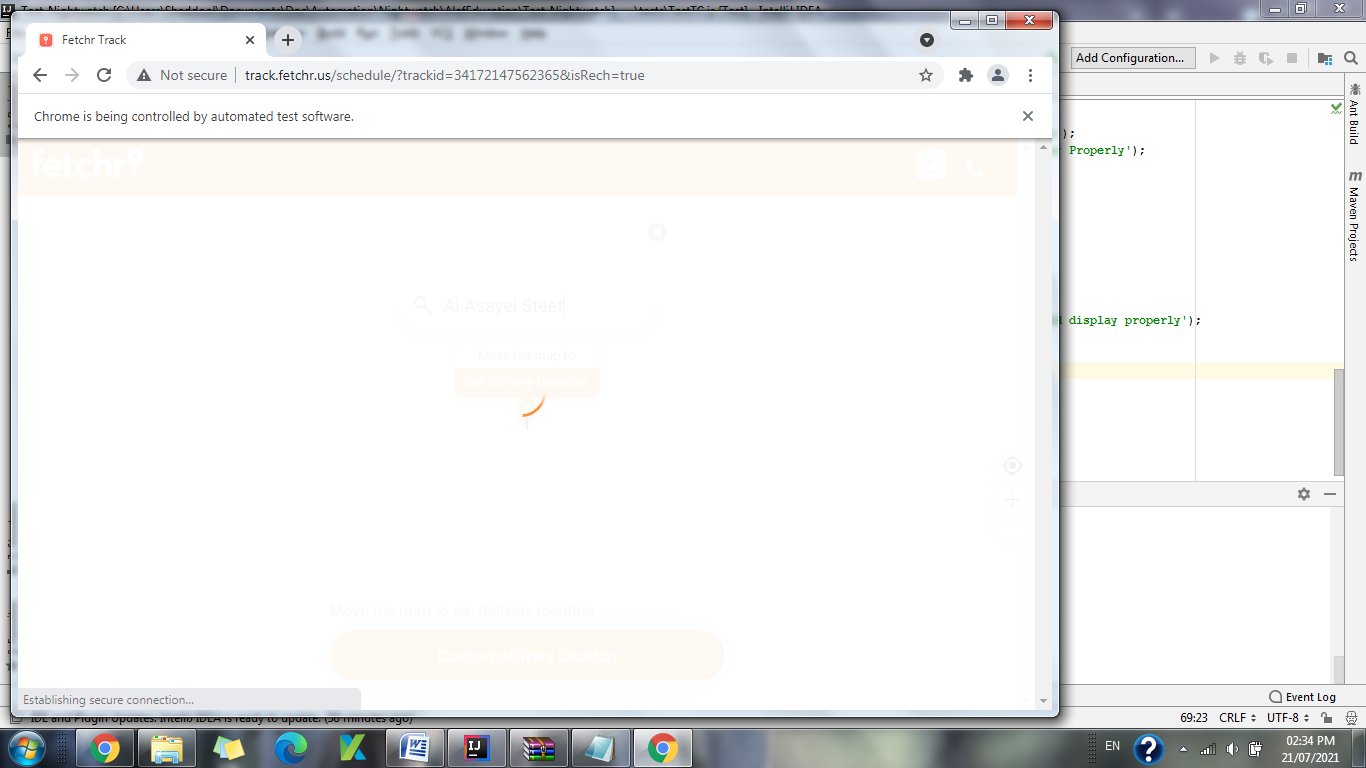 Fetchr Track
Add Configuration...
Not secure
track.fetchr.us/schedule/?trackid=34172147562365&isRech=true
Chrome is being controlled by automated test software.
Ant Build
);
Properly');
fetchr
Maven Projects
Al Asayel Steet
display properly');
Move the map to
Set Delivery Location
Move the map to pin delivery location
Confirm delivery location
Establishing secure connection...
Event Log
IDE and Plugin Updates: IntelliJ IDEA is ready to update. (58 minutes ago)
69:23 CRLF UTF-8
EN
02:34 PM
21/07/2021